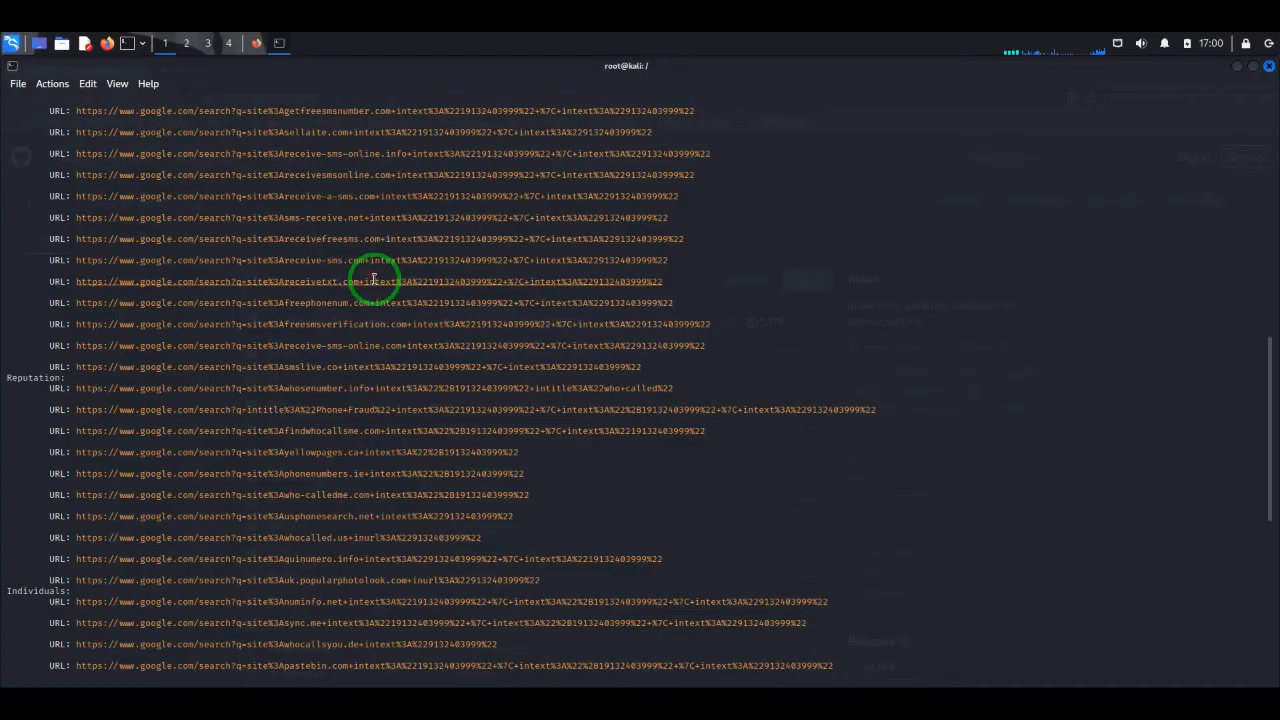 1 2 3 4
17:00
root@kali: /
File Actions Edit View Help
URL: https://www.google.com/search?q=site%3Agetfreesmsnumber.com+intext%3A%2219132403999%22+%7C+intext%3A%229132403999%22
URL: https://www.google.com/search?q=site%3Asellaite.com+intext%3A%2219132403999%22+%7C+intext%3A%229132403999%22
URL: https://www.google.com/search?q=site%3Areceive-sms-online.info+intext%3A%2219132403999%22+%7C+intext%3A%229132403999%22
URL: https://www.google.com/search?q=site%3Areceivesmsonline.com+intext%3A%2219132403999%22+%7C+intext%3A%229132403999%22
URL: https://www.google.com/search?q=site%3Areceive-a-sms.com+intext%3A%2219132403999%22+%7C+intext%3A%229132403999%22
URL: https://www.google.com/search?q=site%3Asms-receive.net+intext%3A%2219132403999%22+%7C+intext%3A%229132403999%22
URL: https://www.google.com/search?q=site%3Areceivefreesms.com+intext%3A%2219132403999%22+%7C+intext%3A%229132403999%22
URL: https://www.google.com/search?q=site%3Areceive-sms.com+intext%3A%2219132403999%22+%7C+intext%3A%229132403999%22
URL: https://www.google.com/search?q=site%3Areceivetxt.com+intext%3A%2219132403999%22+%7C+intext%3A%229132403999%22
URL: https://www.google.com/search?q=site%3Afreephonenum.com+intext%3A%2219132403999%22+%7C+intext%3A%229132403999%22
URL: https://www.google.com/search?q=site%3Afreesmsverification.com+intext%3A%2219132403999%22+%7C+intext%3A%229132403999%22
URL: https://www.google.com/search?q=site%3Areceive-sms-online.com+intext%3A%2219132403999%22+%7C+intext%3A%229132403999%22
URL: https://www.google.com/search?q=site%3Asmslive.co+intext%3A%2219132403999%22+%7C+intext%3A%229132403999%22
Reputation:
URL: https://www.google.com/search?q=site%3Awhosenumber.info+intext%3A%22%2B19132403999%22+intitle%3A%22who+called%22
URL: https://www.google.com/search?q=intitle%3A%22Phone+Fraud%22+intext%3A%2219132403999%22+%7C+intext%3A%22%2B19132403999%22+%7C+intext%3A%229132403999%22
URL: https://www.google.com/search?q=site%3Afindwhocallsme.com+intext%3A%22%2B19132403999%22+%7C+intext%3A%2219132403999%22
URL: https://www.google.com/search?q=site%3Ayellowpages.ca+intext%3A%22%2B19132403999%22
URL: https://www.google.com/search?q=site%3Aphonenumbers.ie+intext%3A%22%2B19132403999%22
URL: https://www.google.com/search?q=site%3Awho-calledme.com+intext%3A%22%2B19132403999%22
URL: https://www.google.com/search?q=site%3Ausphonesearch.net+intext%3A%22%2B19132403999%22
URL: https://www.google.com/search?q=site%3Awhocalled.us+inurl%3A%229132403999%22
URL: https://www.google.com/search?q=site%3Aquinumero.info+intext%3A%229132403999%22+%7C+intext%3A%2219132403999%22
URL: https://www.google.com/search?q=site%3Auk.popularphotolook.com+inurl%3A%229132403999%22
Individuals:
URL: https://www.google.com/search?q=site%3Anuminfo.net+intext%3A%2219132403999%22+%7C+intext%3A%22%2B19132403999%22+%7C+intext%3A%229132403999%22
URL: https://www.google.com/search?q=site%3Async.me+intext%3A%2219132403999%22+%7C+intext%3A%22%2B19132403999%22+%7C+intext%3A%229132403999%22
URL: https://www.google.com/search?q=site%3Awhocallsyou.de+intext%3A%229132403999%22
URL: https://www.google.com/search?q=site%3Apastebin.com+intext%3A%2219132403999%22+%7C+intext%3A%22%2B19132403999%22+%7C+intext%3A%229132403999%22